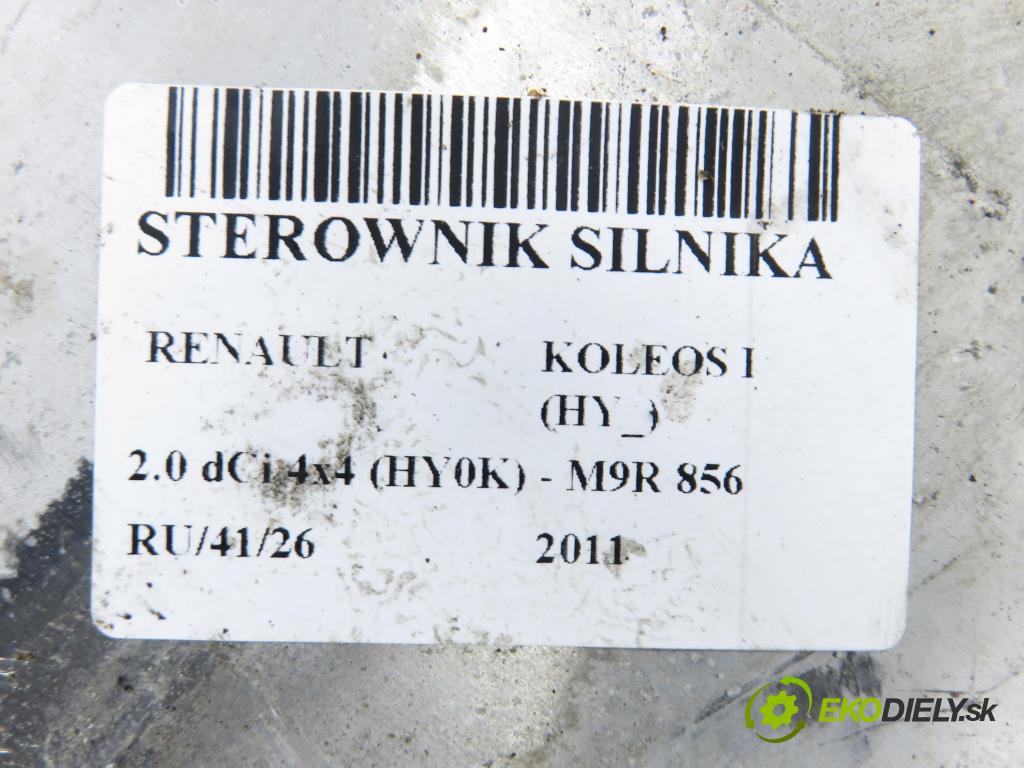 STEROWNIK SILNIKA
RENAULT KOLEOS I
(HY_)
2.0 dCi 4x4 (HY0K) - M9R 856
RU/41/26 2011
EKODIELY.sk